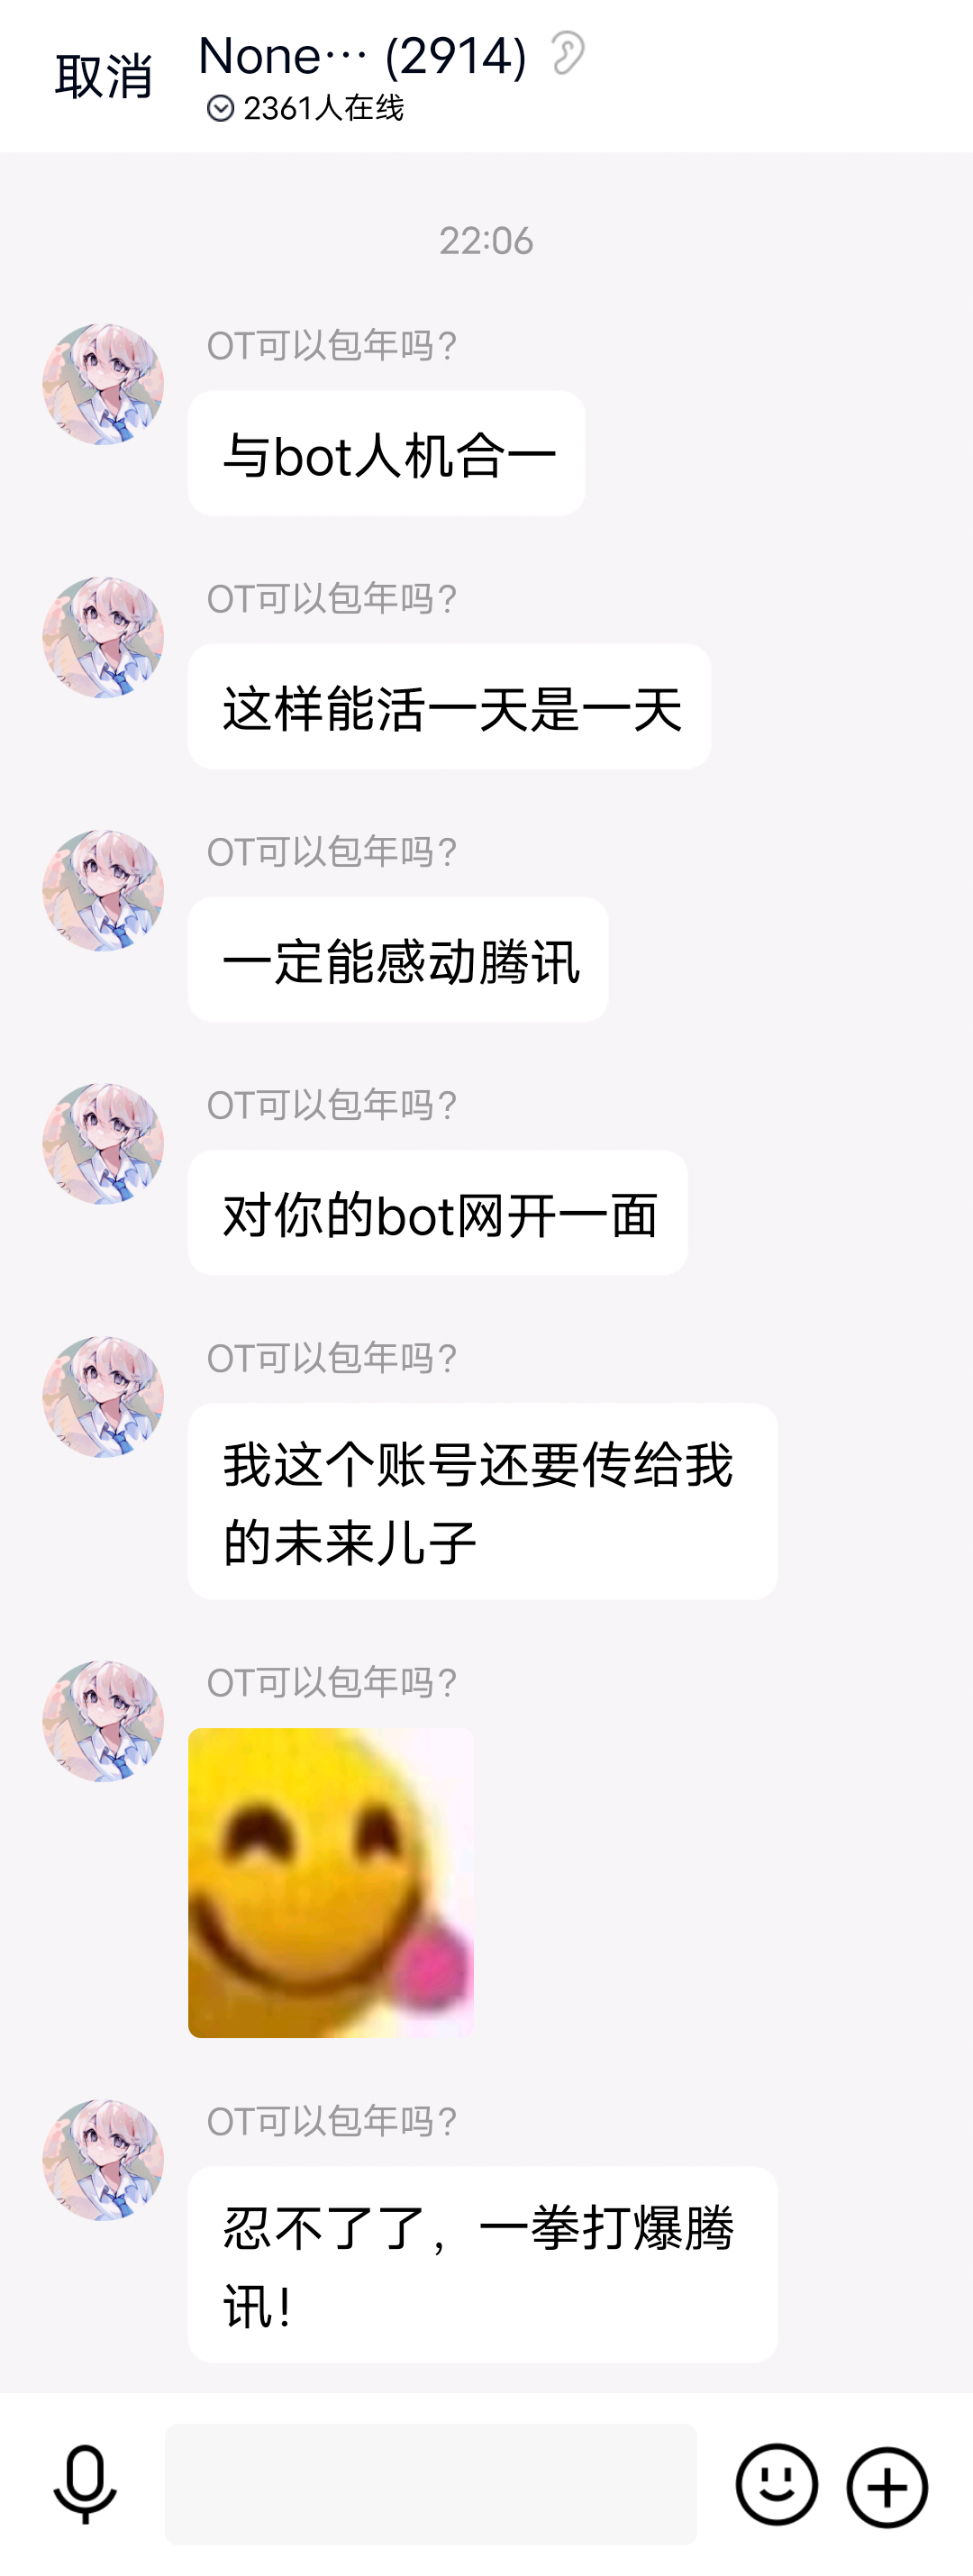 取消
None… (2914)
2361人在线
22:06
OT可以包年吗？
与bot人机合一
OT可以包年吗？
这样能活一天是一天
OT可以包年吗？
一定能感动腾讯
OT可以包年吗？
对你的bot网开一面
OT可以包年吗？
我这个账号还要传给我
的未来儿子
OT可以包年吗？
OT可以包年吗？
忍不了了，一拳打爆腾
讯！